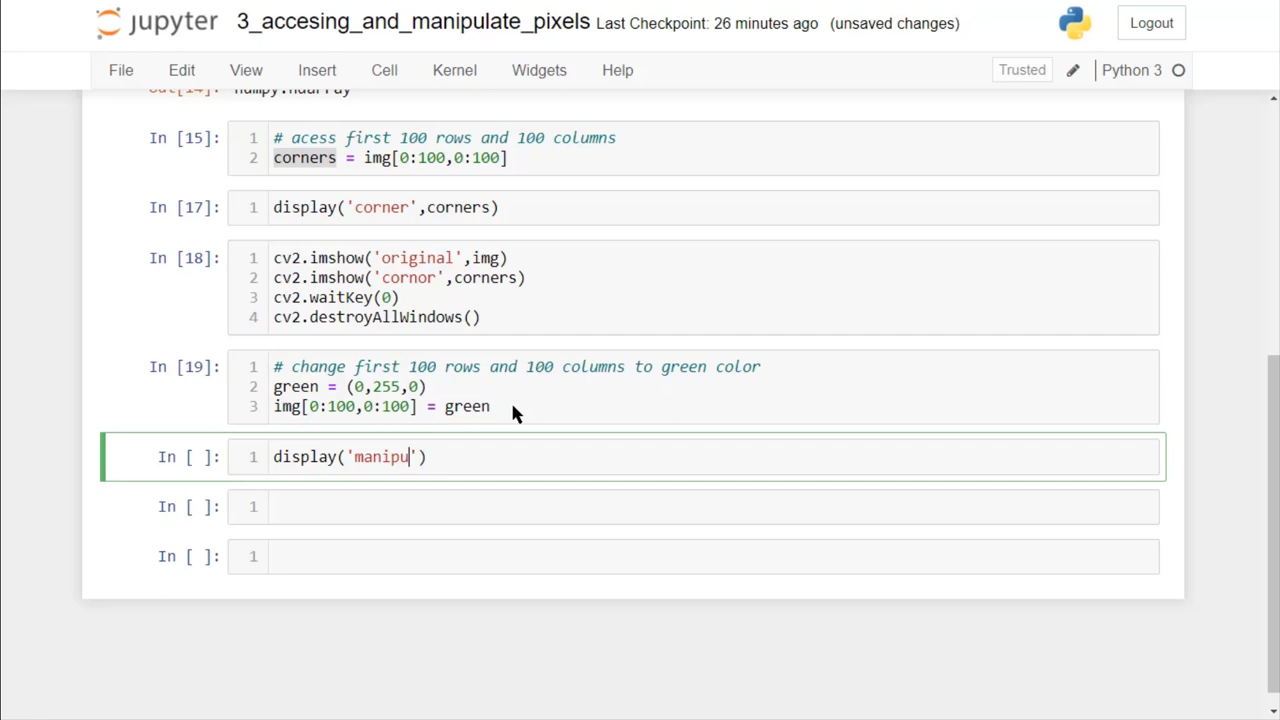 jupyter 3_accesing_and_manipulate_pixels Last Checkpoint: 26 minutes ago (unsaved changes) Logout
File Edit View Insert Cell Kernel Widgets Help Trusted Python 3
Out[14]: numpy.ndarray
In [15]: 1 # acess first 100 rows and 100 columns
2 corners = img[0:100,0:100]
In [17]: 1 display('corner',corners)
In [18]: 1 cv2.imshow('original',img)
2 cv2.imshow('cornor',corners)
3 cv2.waitKey(0)
4 cv2.destroyAllWindows()
In [19]: 1 # change first 100 rows and 100 columns to green color
2 green = (0,255,0)
3 img[0:100,0:100] = green
In [ ]: 1 display('manipu')
In [ ]: 1
In [ ]: 1